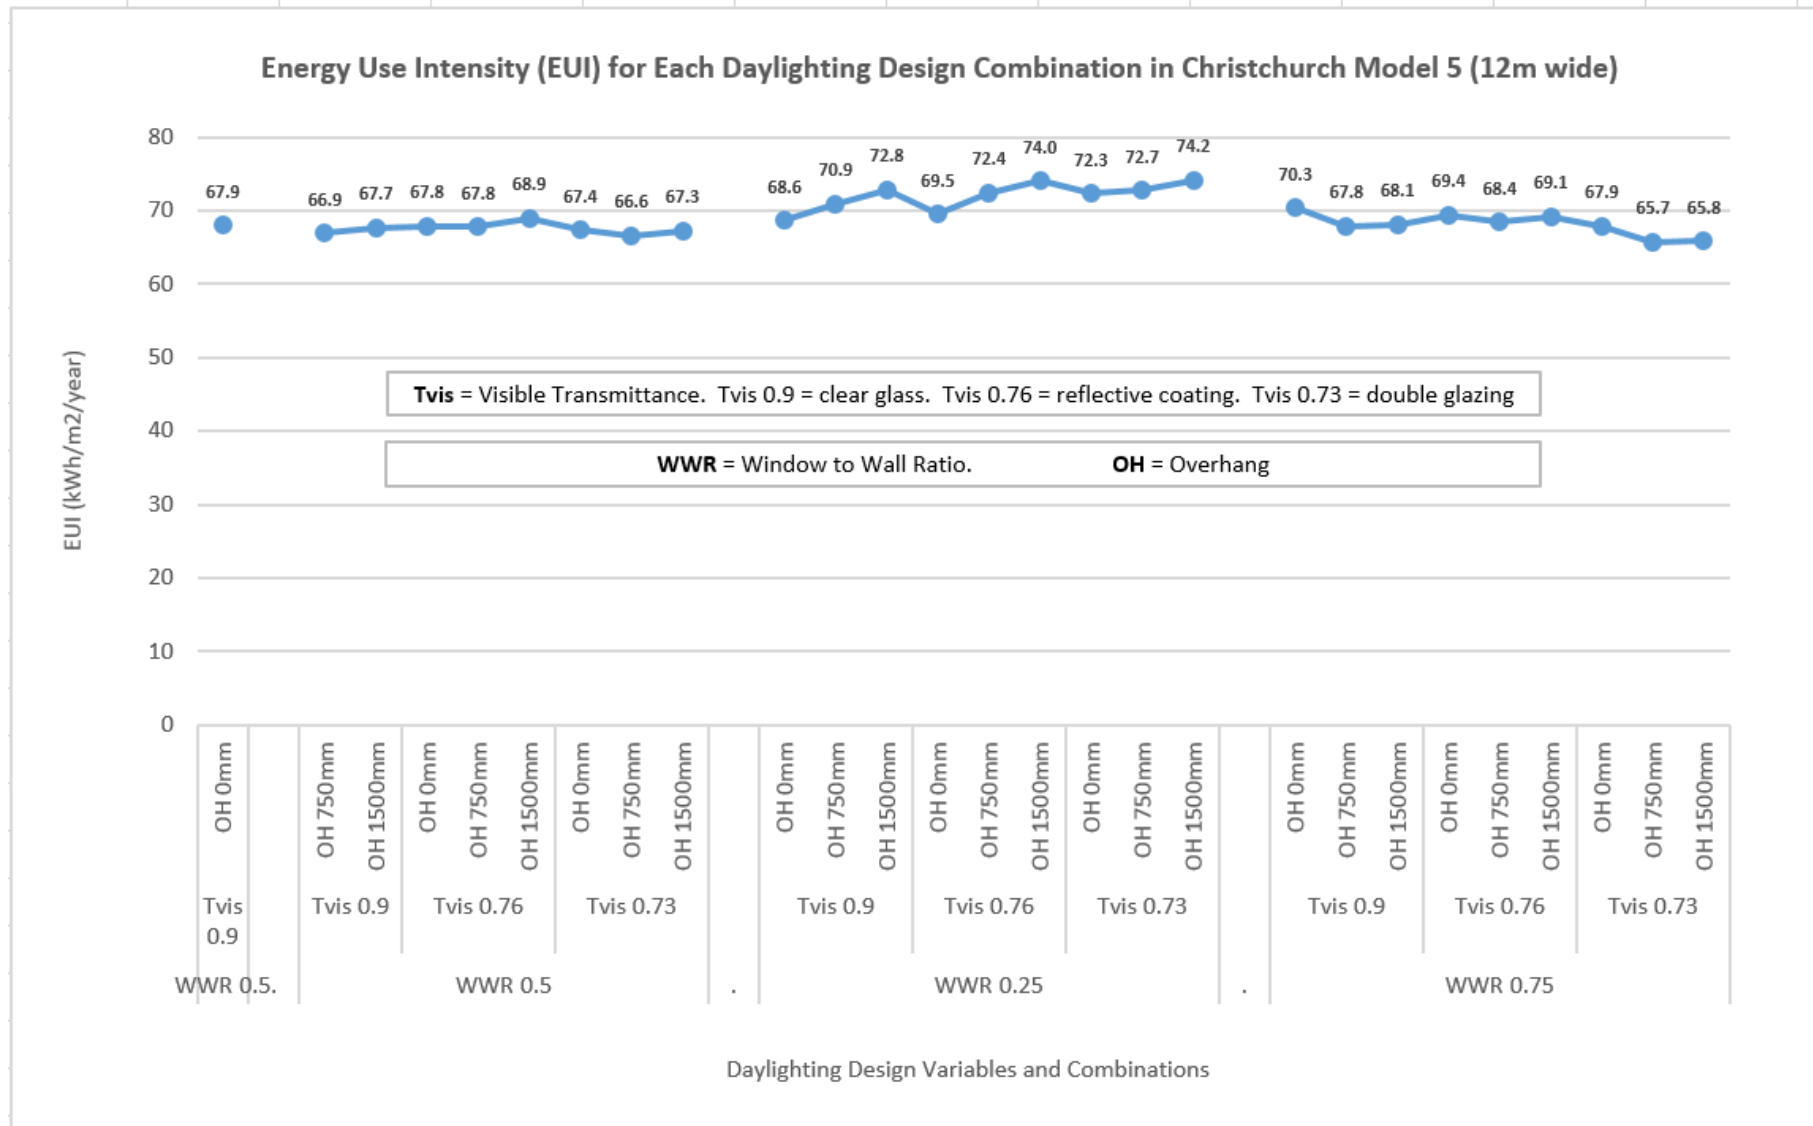 Energy Use Intensity (EUI) for Each Daylighting Design Combination in Christchurch Model 5 (12m wide)
80
70
60
50
40
30
20
10
0
EUI (kWh/m2/year)
67.9
66.9
67.7
67.8
67.8
68.9
67.4
66.6
67.3
68.6
70.9
72.8
69.5
72.4
74.0
72.3
72.7
74.2
70.3
67.8
68.1
69.4
68.4
69.1
67.9
65.7
65.8
Tvis = Visible Transmittance.  Tvis 0.9 = clear glass.  Tvis 0.76 = reflective coating.  Tvis 0.73 = double glazing
WWR = Window to Wall Ratio.  OH = Overhang
OH 0mm
OH 750mm
OH 1500mm
OH 0mm
OH 750mm
OH 1500mm
OH 0mm
OH 750mm
OH 1500mm
OH 0mm
OH 750mm
OH 1500mm
OH 0mm
OH 750mm
OH 1500mm
OH 0mm
OH 750mm
OH 1500mm
OH 0mm
OH 750mm
OH 1500mm
OH 0mm
OH 750mm
OH 1500mm
OH 0mm
OH 750mm
OH 1500mm
Tvis
0.9
Tvis 0.9
Tvis 0.76
Tvis 0.73
Tvis 0.9
Tvis 0.76
Tvis 0.73
Tvis 0.9
Tvis 0.76
Tvis 0.73
WWR 0.5.
WWR 0.5
.
WWR 0.25
.
WWR 0.75
Daylighting Design Variables and Combinations